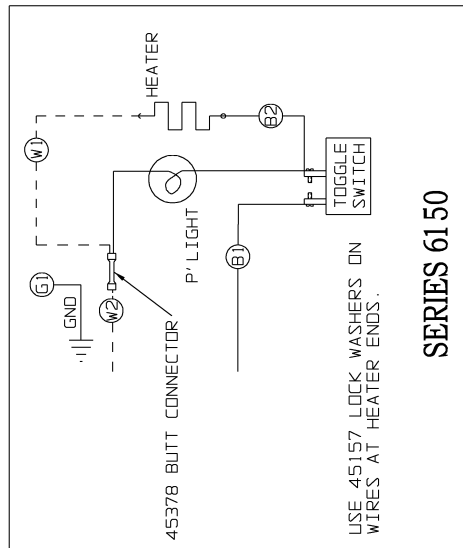 HEATER
W1
B2
G1
GND
W2
P'LIGHT
B1
TOGGLE
SWITCH
45378 BUTT CONNECTOR
USE 45157 LOCK WASHERS ON
WIRES AT HEATER ENDS.
SERIES 6150